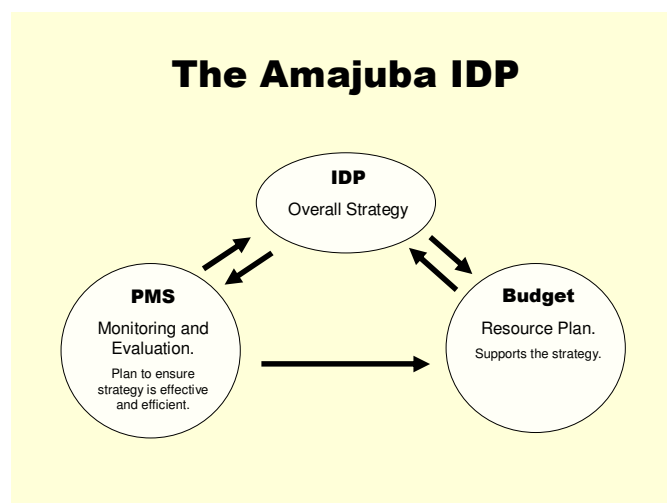 The Amajuba IDP
IDP
Overall Strategy
PMS
Monitoring and
Evaluation.
Plan to ensure
strategy is effective
and efficient.
Budget
Resource Plan.
Supports the strategy.